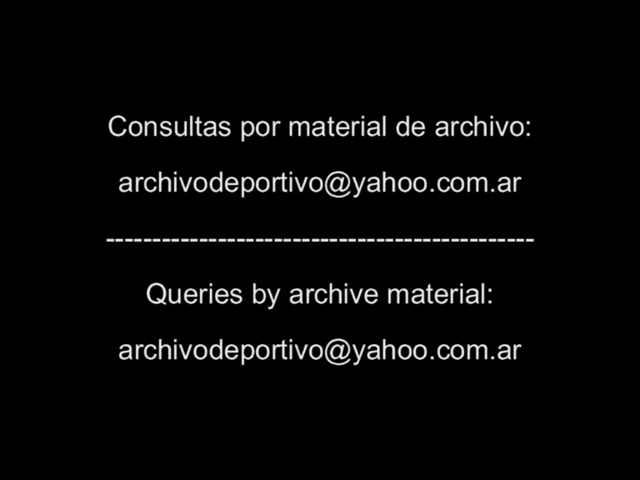 Consultas por material de archivo:
archivodeportivo@yahoo.com.ar
----------------------------------------------
Queries by archive material:
archivodeportivo@yahoo.com.ar